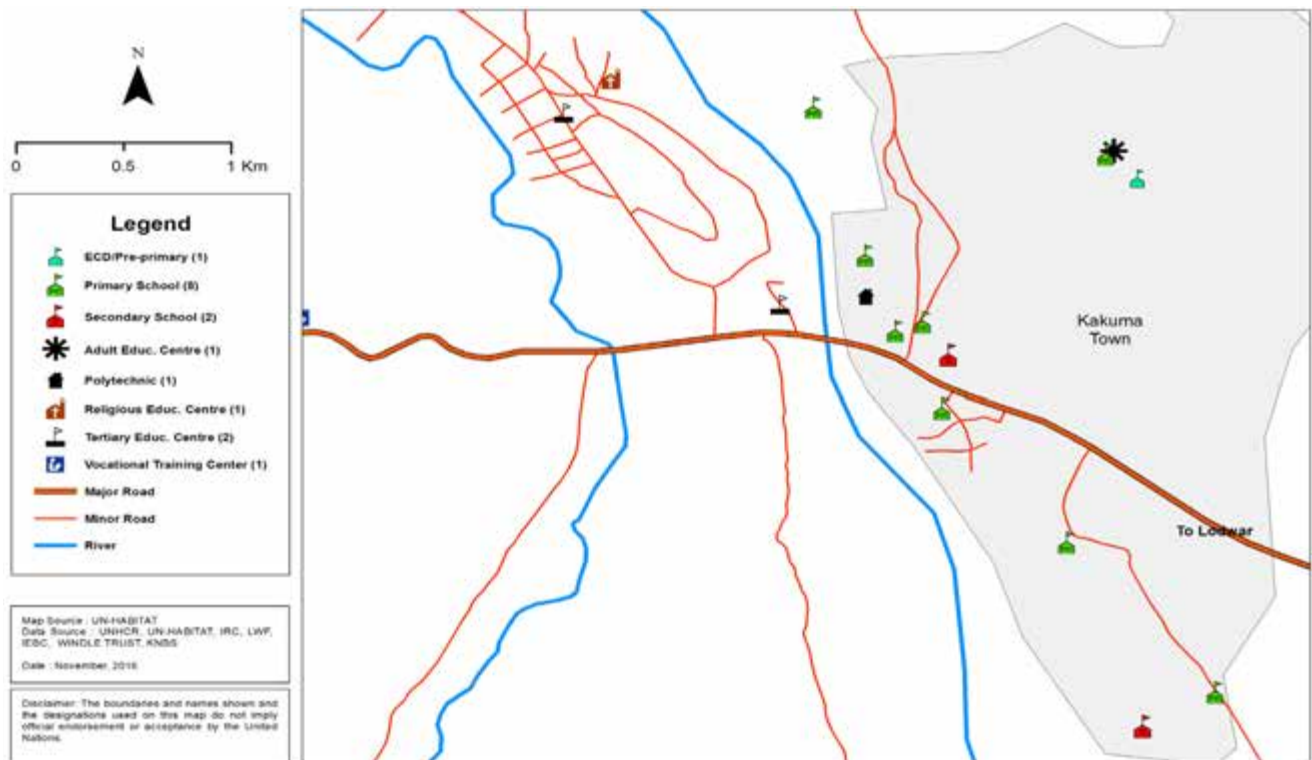 N
0 0.5 1 Km
Legend
ECD/Pre-primary (1)
Primary School (8)
Secondary School (2)
Adult Educ. Centre (1)
Polytechnic (1)
Religious Educ. Centre (1)
Tertiary Educ. Centre (2)
Vocational Training Center (1)
Major Road
Minor Road
River
Map Source : UN-HABITAT
Data Source : UNHCR, UN-HABITAT, IRC, LWF,
IEBC, WINDLE TRUST, KNBS
Date : November, 2016
Disclaimer: The boundaries and names shown and
the designations used on this map do not imply
official endorsement or acceptance by the United
Nations.
Kakuma
Town
To Lodwar